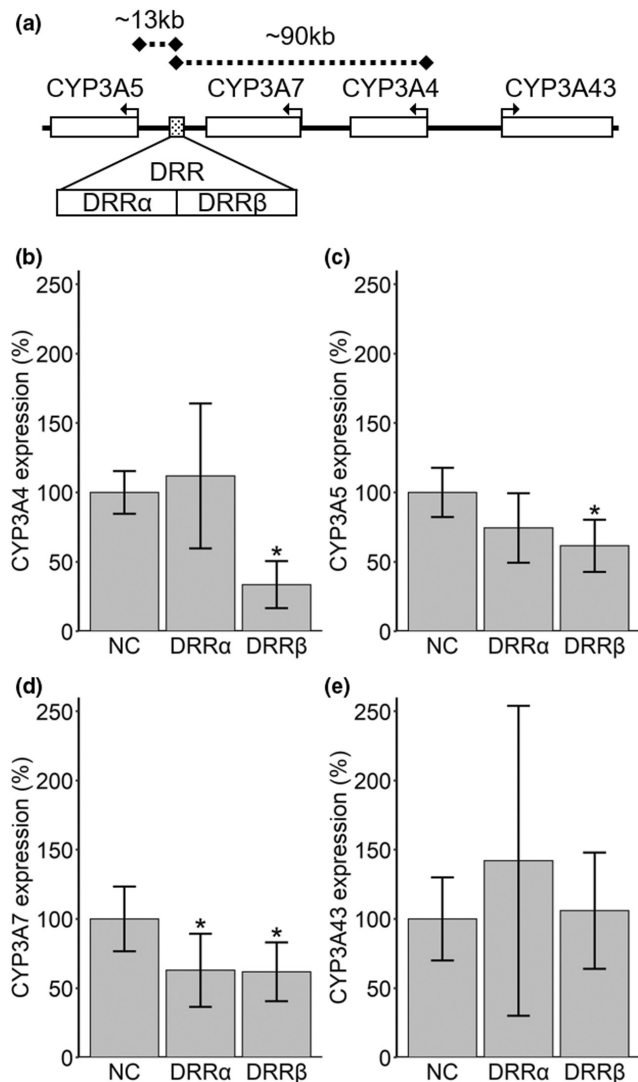 (a)
~13kb
~90kb
CYP3A5 CYP3A7 CYP3A4 CYP3A43
DRR
DRRα DRRβ
(b)
CYP3A4 expression (%)
250
200
150
100
50
0
*
NC DRRα DRRβ
(c)
CYP3A5 expression (%)
250
200
150
100
50
0
*
NC DRRα DRRβ
(d)
CYP3A7 expression (%)
250
200
150
100
50
0
* *
NC DRRα DRRβ
(e)
CYP3A43 expression (%)
250
200
150
100
50
0
NC DRRα DRRβ